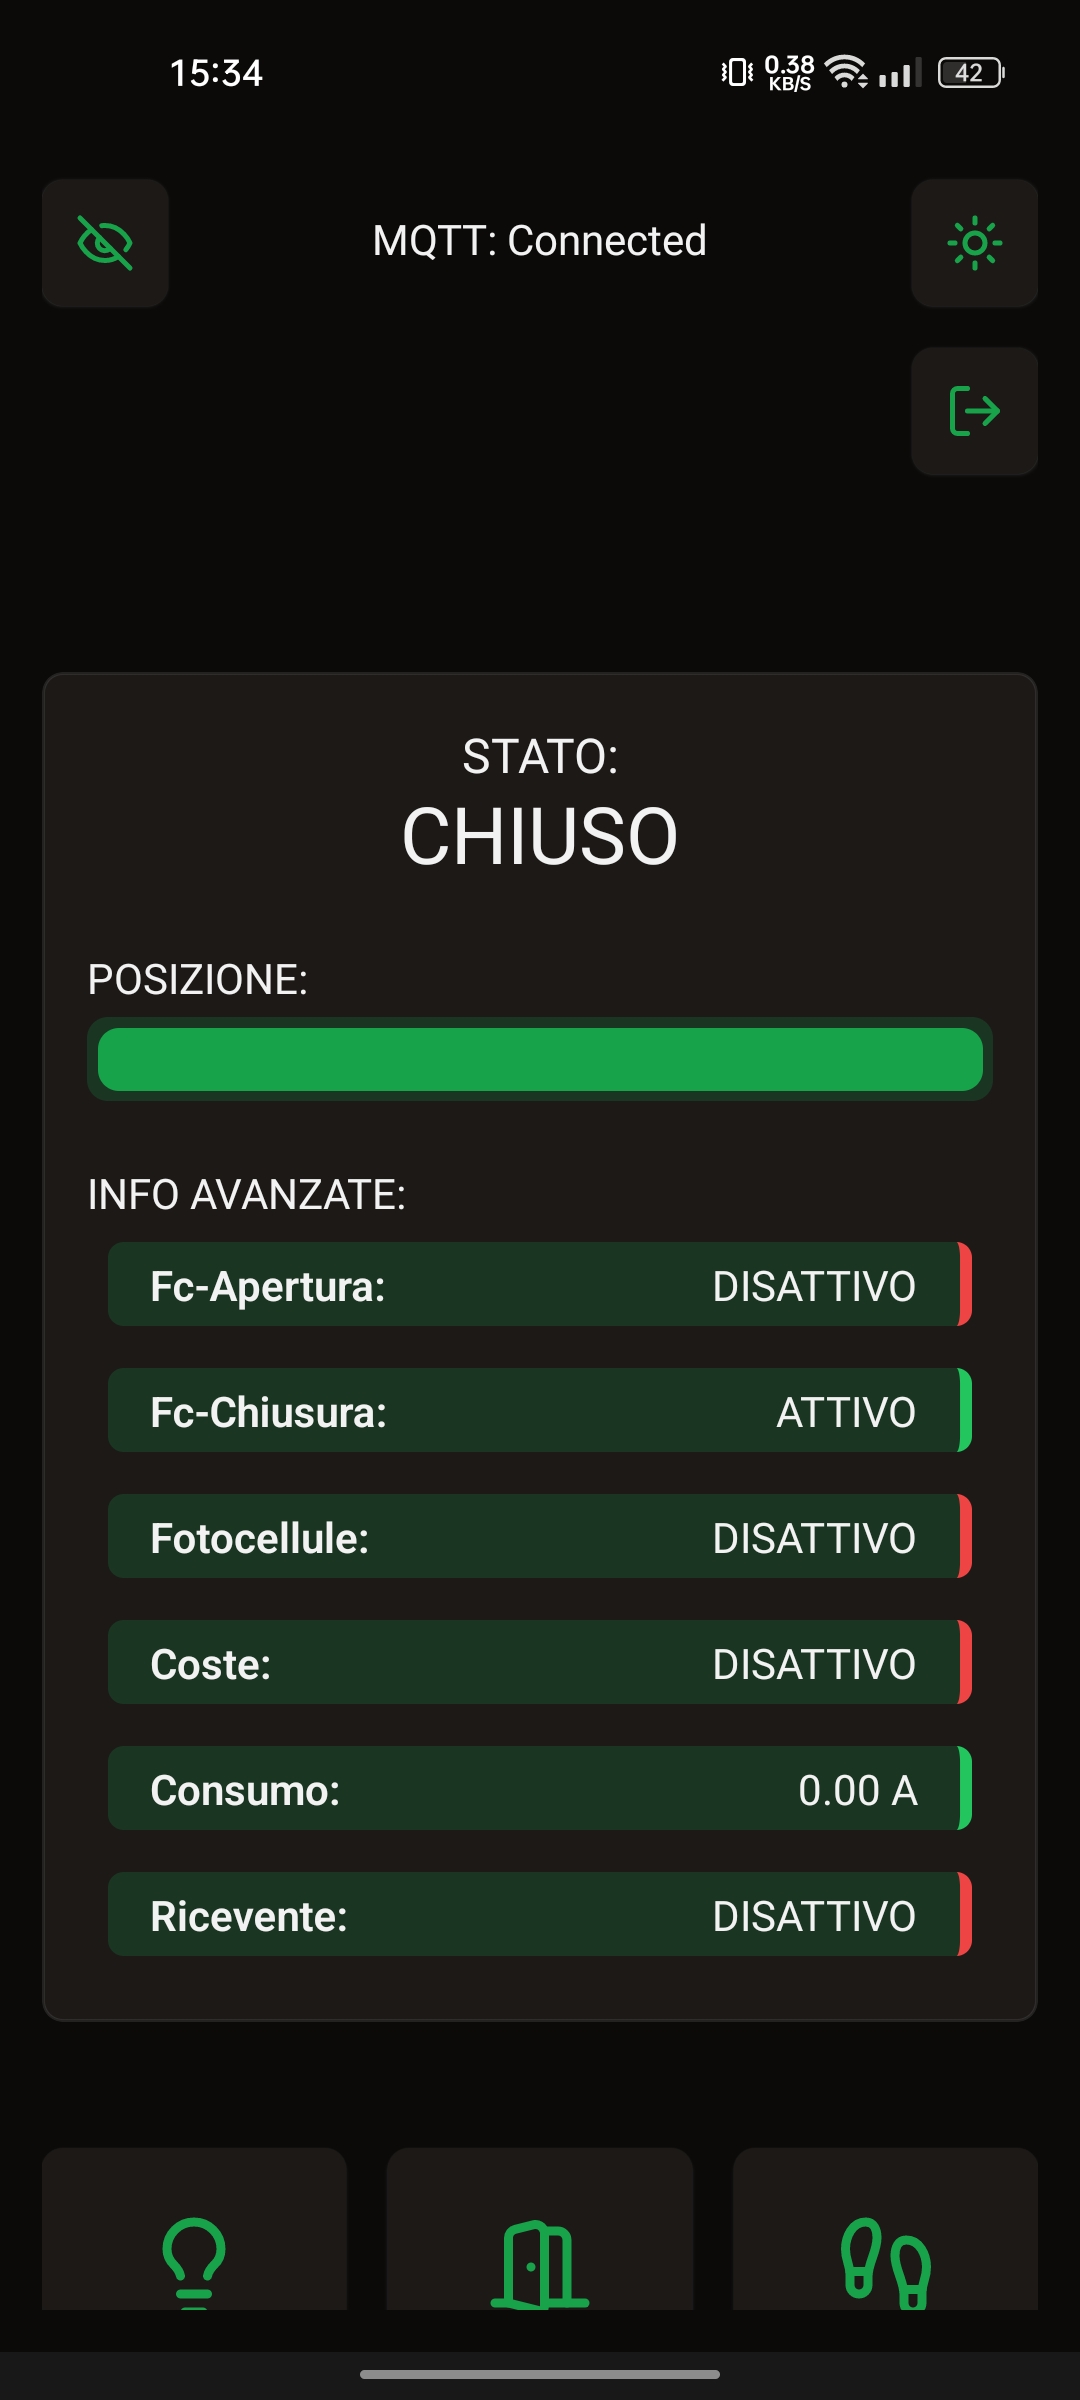 15:34
0.38
KB/S
42
MQTT: Connected
STATO:
CHIUSO
POSIZIONE:
INFO AVANZATE:
Fc-Apertura: DISATTIVO
Fc-Chiusura: ATTIVO
Fotocellule: DISATTIVO
Coste: DISATTIVO
Consumo: 0.00 A
Ricevente: DISATTIVO